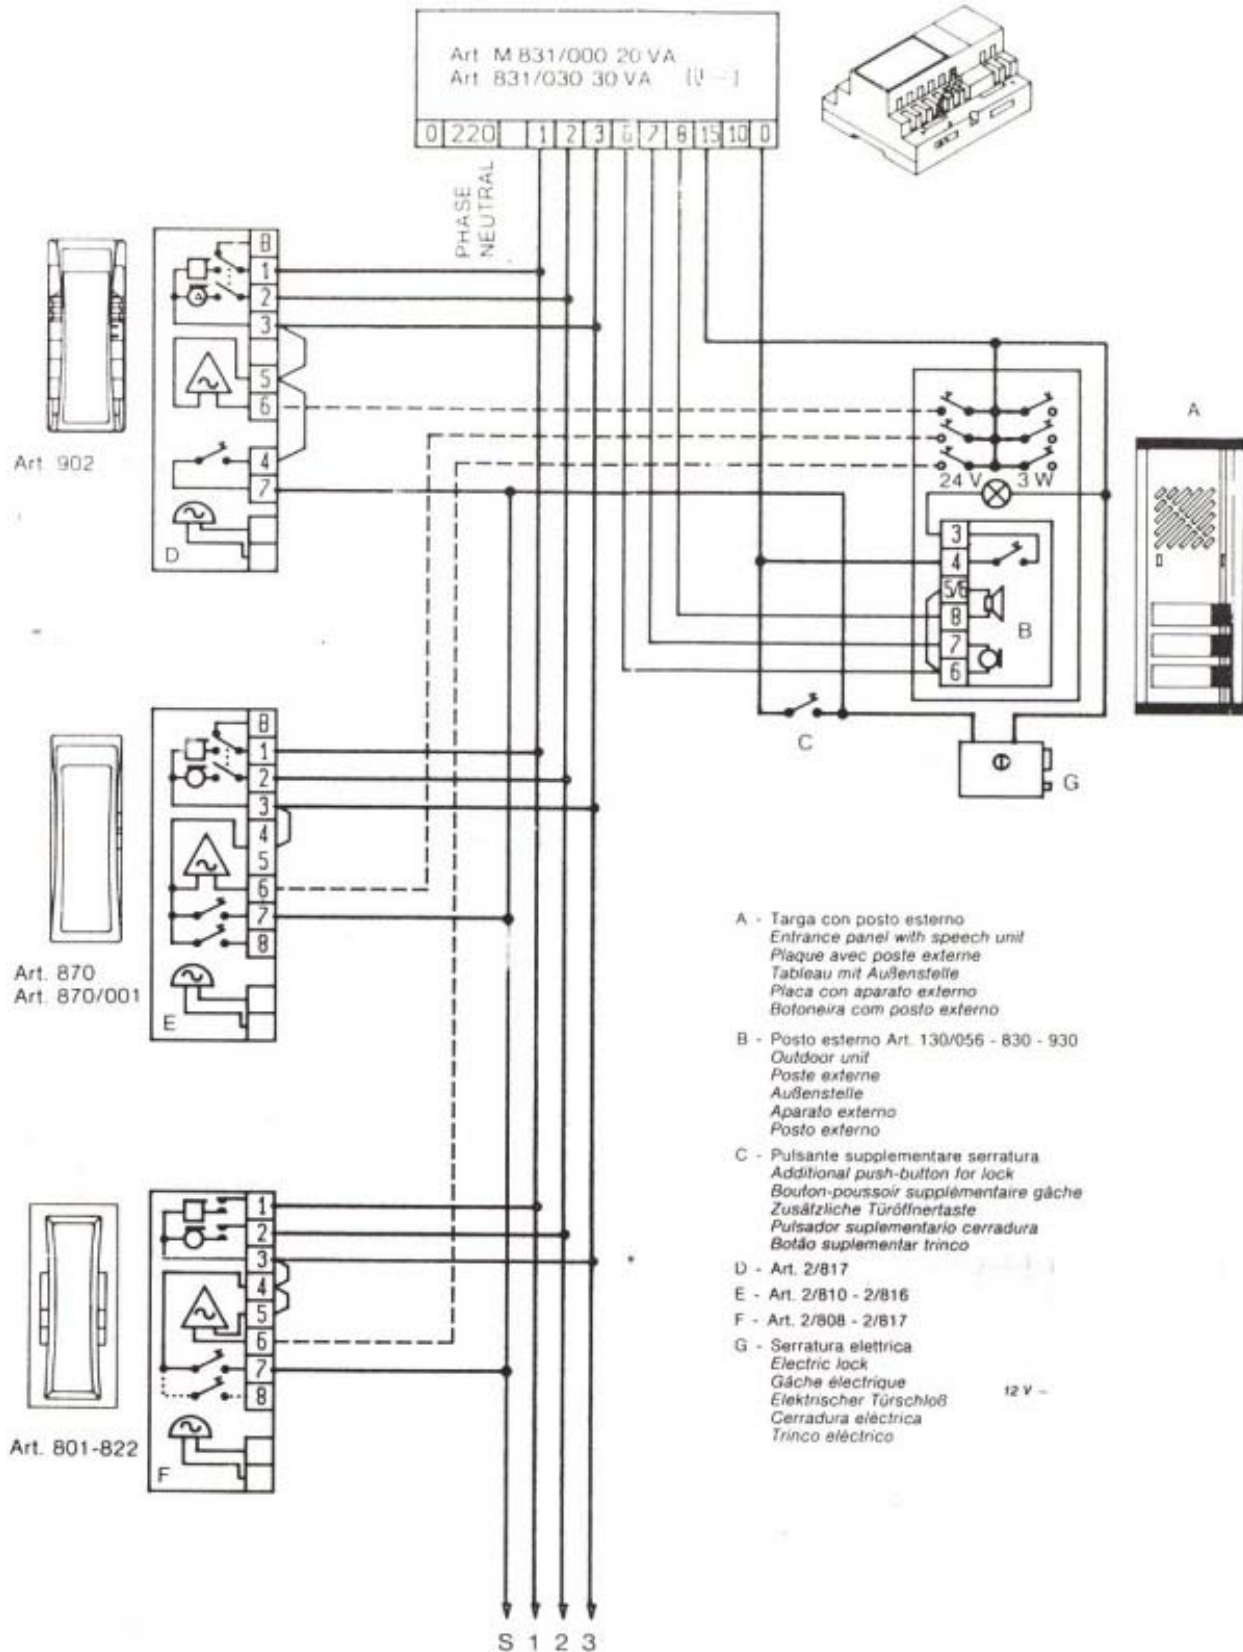 Art M 831/000 20 VA
Art. 831/030 30 VA
0 220 1 2 3 6 7 8 15 10 0
PHASE
NEUTRAL
8
1
2
3
5
6
4
7
D
Art. 902
A
24 V 3 W
3
4
5/6
8
7
6
B
C
G
8
1
2
3
4
5
6
7
8
E
Art. 870
Art. 870/001
1
2
3
4
5
6
7
8
F
Art. 801-822
A - Targa con posto esterno
Entrance panel with speech unit
Plaque avec poste externe
Tableau mit Außenstelle
Placa con aparato externo
Botoneira com posto externo
B - Posto esterno Art. 130/056 - 830 - 930
Outdoor unit
Poste externe
Außenstelle
Aparato externo
Posto externo
C - Pulsante supplementare serratura
Additional push-button for lock
Bouton-poussoir supplémentaire gâche
Zusätzliche Türöffnertaste
Pulsador suplementario cerradura
Botão suplementar trinco
D - Art. 2/817
E - Art. 2/810 - 2/816
F - Art. 2/808 - 2/817
G - Serratura elettrica
Electric lock
Gâche électrique 12 V ~
Elektrischer Türschloß
Cerradura eléctrica
Trinco eléctrico
S 1 2 3